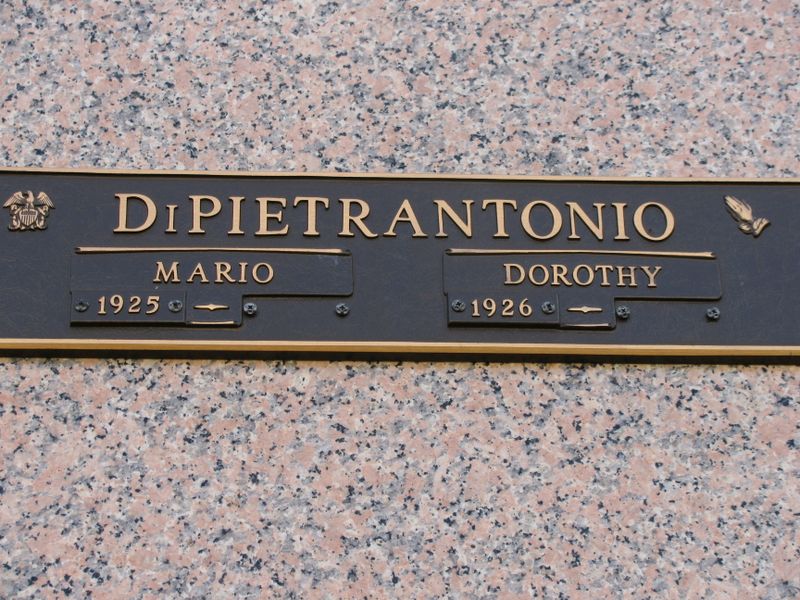 DiPIETRANTONIO
MARIO
1925
DOROTHY
1926